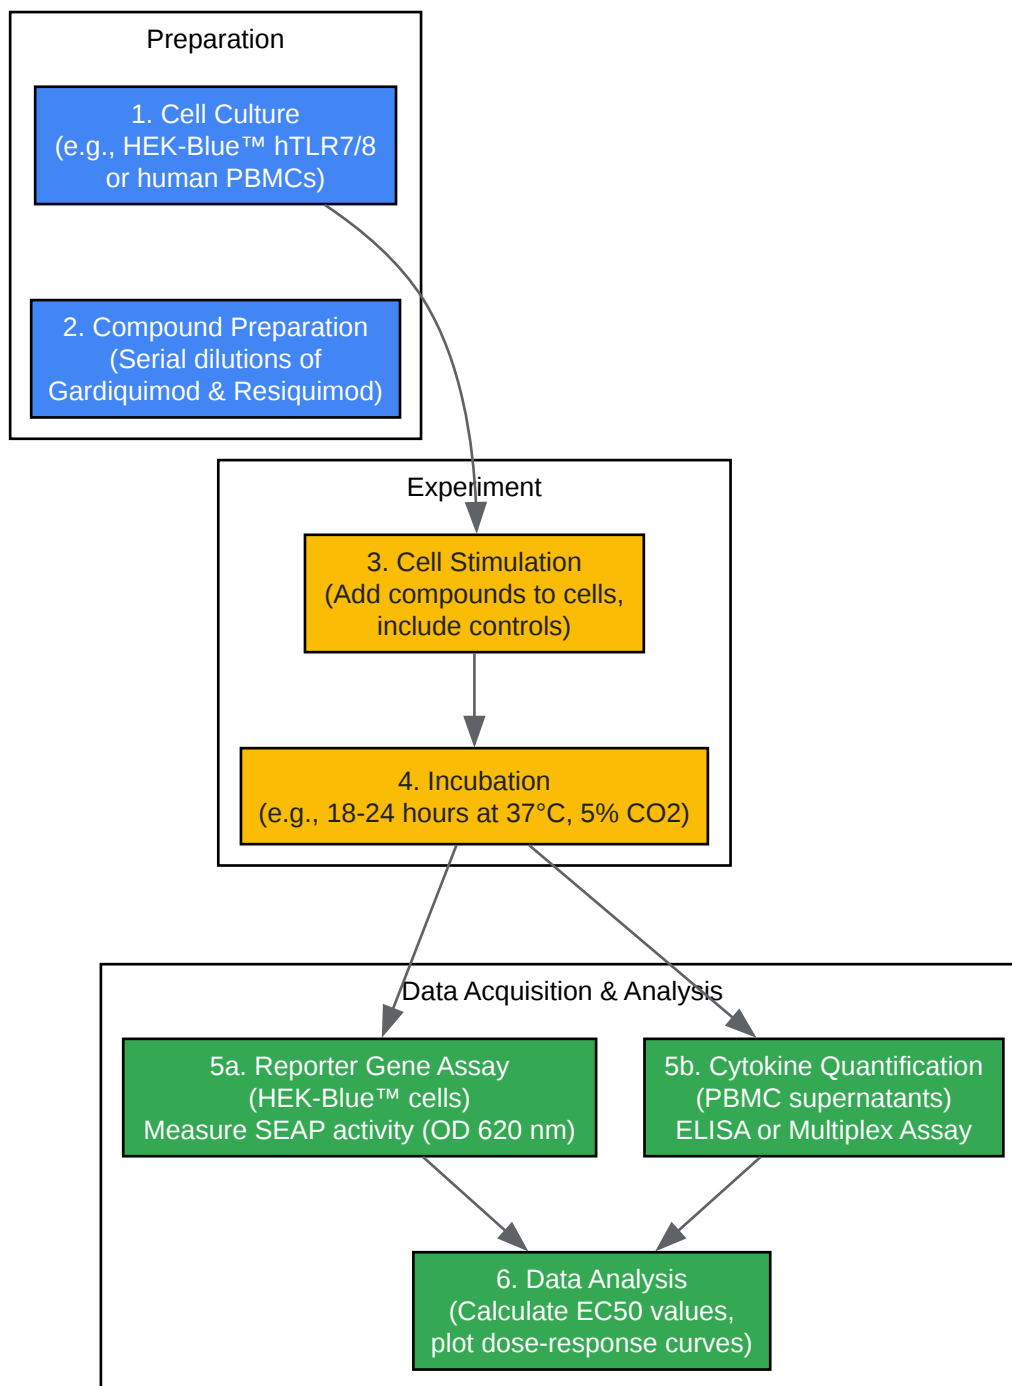 Preparation
1. Cell Culture
(e.g., HEK-Blue™ hTLR7/8
or human PBMCs)
2. Compound Preparation
(Serial dilutions of
Gardiquimod & Resiquimod)
Experiment
3. Cell Stimulation
(Add compounds to cells,
include controls)
4. Incubation
(e.g., 18-24 hours at 37°C, 5% CO2)
Data Acquisition & Analysis
5a. Reporter Gene Assay
(HEK-Blue™ cells)
Measure SEAP activity (OD 620 nm)
5b. Cytokine Quantification
(PBMC supernatants)
ELISA or Multiplex Assay
6. Data Analysis
(Calculate EC50 values,
plot dose-response curves)